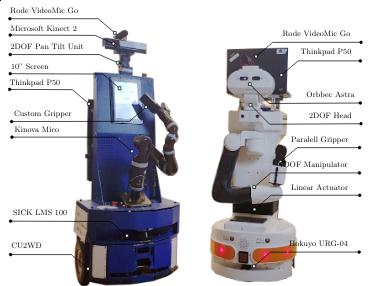 Rode VideoMic Go
Microsoft Kinect 2
2DOF Pan Tilt Unit
10" Screen
Thinkpad P50
Custom Gripper
Kinova Mico
SICK LMS 100
CU2WD
Rode VideoMic Go
Thinkpad P50
Orbbec Astra
2DOF Head
Paralell Gripper
DOF Manipulator
Linear Actuator
Hokuyo URG-04